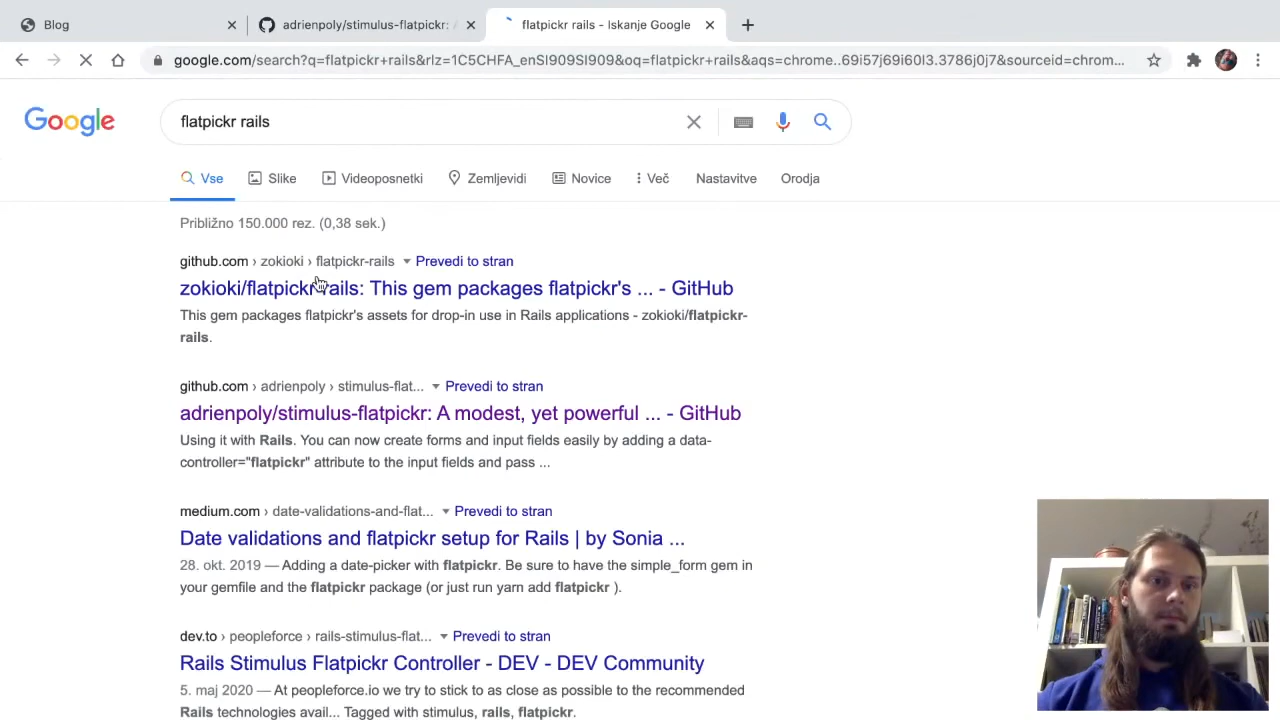 Blog
adrienpoly/stimulus-flatpickr: A
flatpickr rails - Iskanje Google
google.com/search?q=flatpickr+rails&rlz=1C5CHFA_enSI909SI909&oq=flatpickr+rails&aqs=chrome..69i57j69i60l3.3786j0j7&sourceid=chrom...
Google
flatpickr rails
Vse Slike Videoposnetki Zemljevidi Novice Več Nastavitve Orodja
Približno 150.000 rez. (0,38 sek.)
github.com › zokioki › flatpickr-rails Prevedi to stran
zokioki/flatpickr-rails: This gem packages flatpickr's ... - GitHub
This gem packages flatpickr's assets for drop-in use in Rails applications - zokioki/flatpickr-
rails.
github.com › adrienpoly › stimulus-flat... Prevedi to stran
adrienpoly/stimulus-flatpickr: A modest, yet powerful ... - GitHub
Using it with Rails. You can now create forms and input fields easily by adding a data-
controller="flatpickr" attribute to the input fields and pass ...
medium.com › date-validations-and-flat... Prevedi to stran
Date validations and flatpickr setup for Rails | by Sonia ...
28. okt. 2019 — Adding a date-picker with flatpickr. Be sure to have the simple_form gem in
your gemfile and the flatpickr package (or just run yarn add flatpickr ).
dev.to › peopleforce › rails-stimulus-flat... Prevedi to stran
Rails Stimulus Flatpickr Controller - DEV - DEV Community
5. maj 2020 — At peopleforce.io we try to stick to as close as possible to the recommended
Rails technologies avail... Tagged with stimulus, rails, flatpickr.